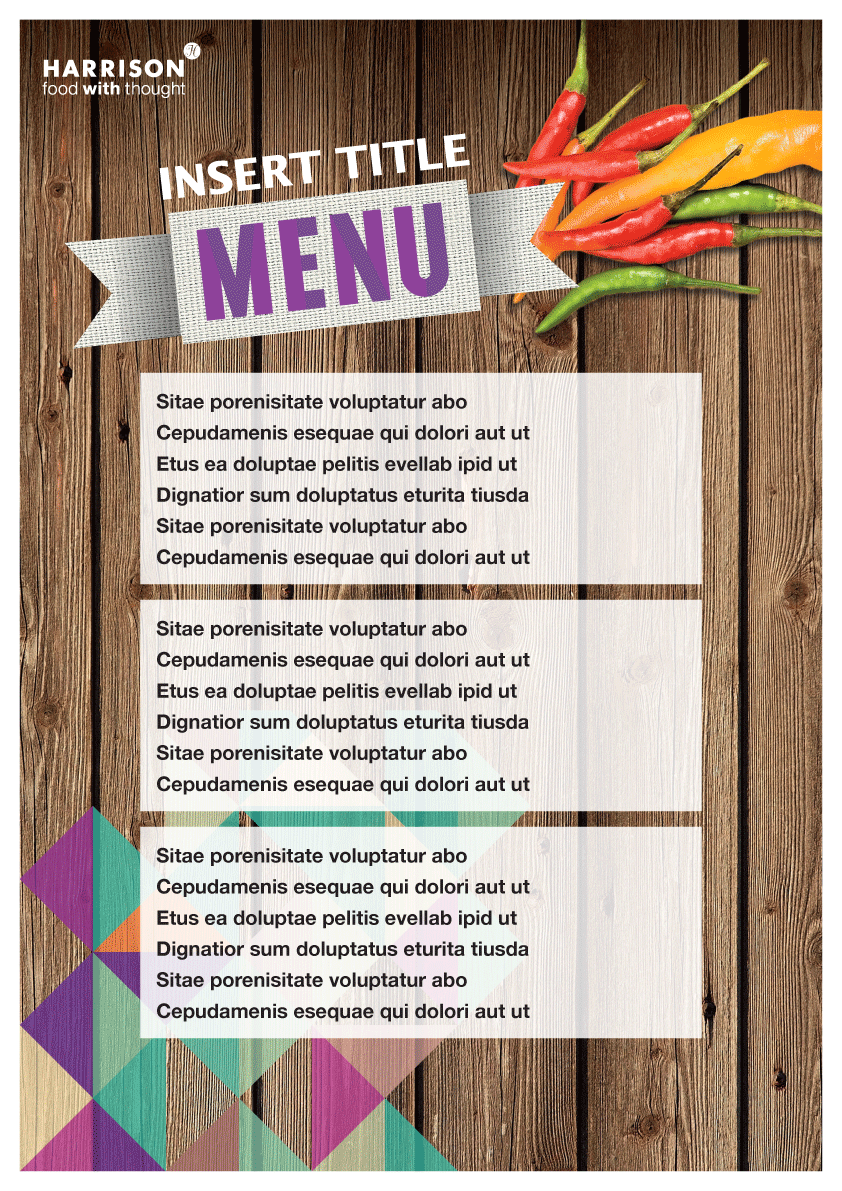 H
HARRISON
food with thought
INSERT TITLE
MENU
Sitae porenisitate voluptatur abo
Cepudamenis esequae qui dolori aut ut
Etus ea doluptae pelitis evellab ipid ut
Dignatior sum doluptatus eturita tiusda
Sitae porenisitate voluptatur abo
Cepudamenis esequae qui dolori aut ut
Sitae porenisitate voluptatur abo
Cepudamenis esequae qui dolori aut ut
Etus ea doluptae pelitis evellab ipid ut
Dignatior sum doluptatus eturita tiusda
Sitae porenisitate voluptatur abo
Cepudamenis esequae qui dolori aut ut
Sitae porenisitate voluptatur abo
Cepudamenis esequae qui dolori aut ut
Etus ea doluptae pelitis evellab ipid ut
Dignatior sum doluptatus eturita tiusda
Sitae porenisitate voluptatur abo
Cepudamenis esequae qui dolori aut ut